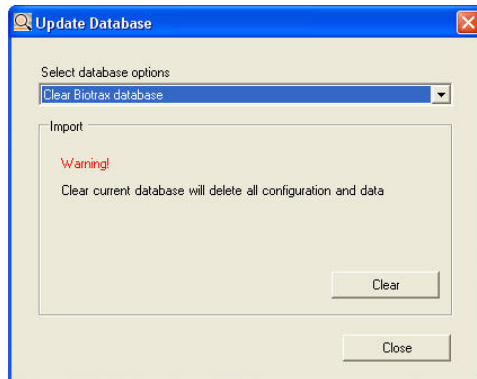 Update Database
Select database options
Clear Biotrax database
Import
Warning!
Clear current database will delete all configuration and data
Clear
Close